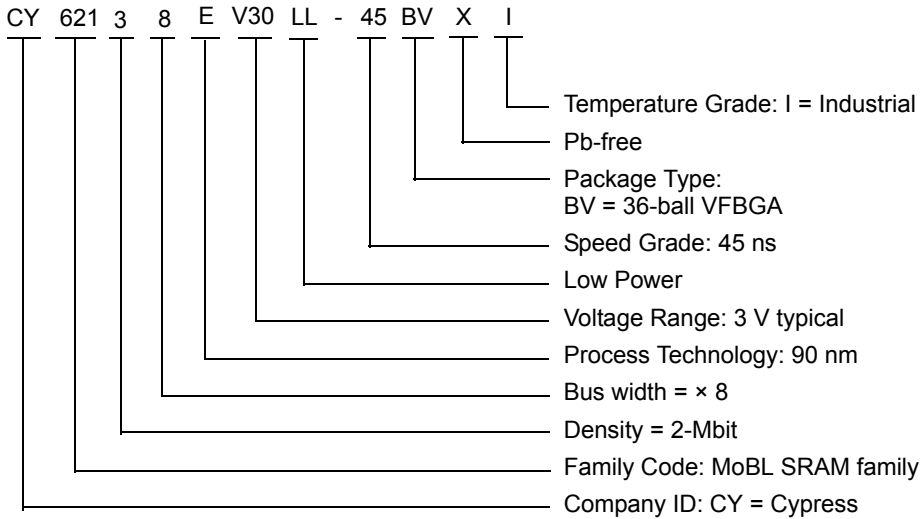 CY 621 3 8 E V30 LL - 45 BV X I
Temperature Grade: I = Industrial
Pb-free
Package Type:
BV = 36-ball VFBGA
Speed Grade: 45 ns
Low Power
Voltage Range: 3 V typical
Process Technology: 90 nm
Bus width = × 8
Density = 2-Mbit
Family Code: MoBL SRAM family
Company ID: CY = Cypress